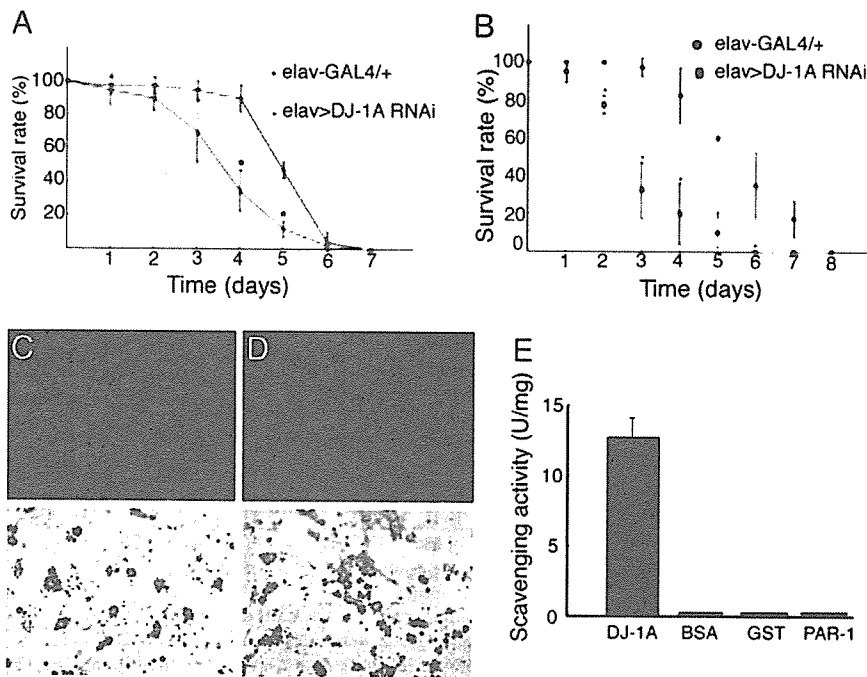 A
Survival rate (%)
100
80
60
40
20
1 2 3 4 5 6 7
Time (days)
elav-GAL4/+
elav>DJ-1A RNAi
B
Survival rate (%)
100
80
60
40
20
0
1 2 3 4 5 6 7 8
Time (days)
elav-GAL4/+
elav>DJ-1A RNAi
C
D
E
Scavenging activity (U/mg)
15
10
5
0
DJ-1A BSA GST PAR-1